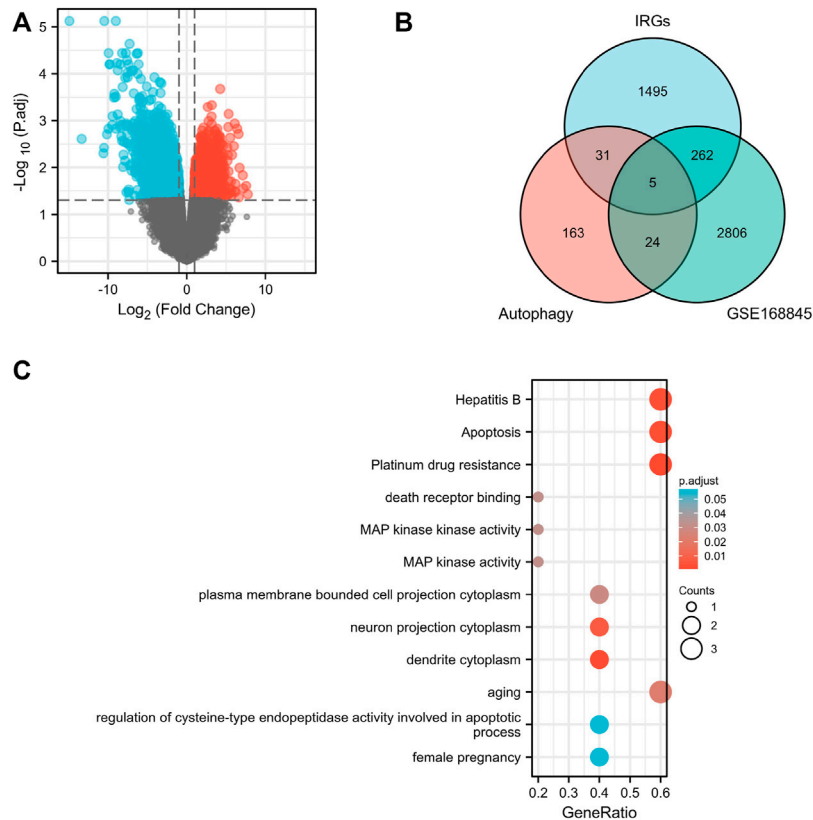 A
5
4
3
2
1
0
-Log 10 (P.adj)
-10
0
10
Log2 (Fold Change)
B
IRGs
1495
31
262
5
163
24
2806
Autophagy
GSE168845
C
Hepatitis B
Apoptosis
Platinum drug resistance
death receptor binding
MAP kinase kinase activity
MAP kinase activity
plasma membrane bounded cell projection cytoplasm
neuron projection cytoplasm
dendrite cytoplasm
aging
regulation of cysteine-type endopeptidase activity involved in apoptotic
process
female pregnancy
0.2 0.3 0.4 0.5 0.6
GeneRatio
p.adjust
0.05
0.04
0.03
0.02
0.01
Counts
1
2
3